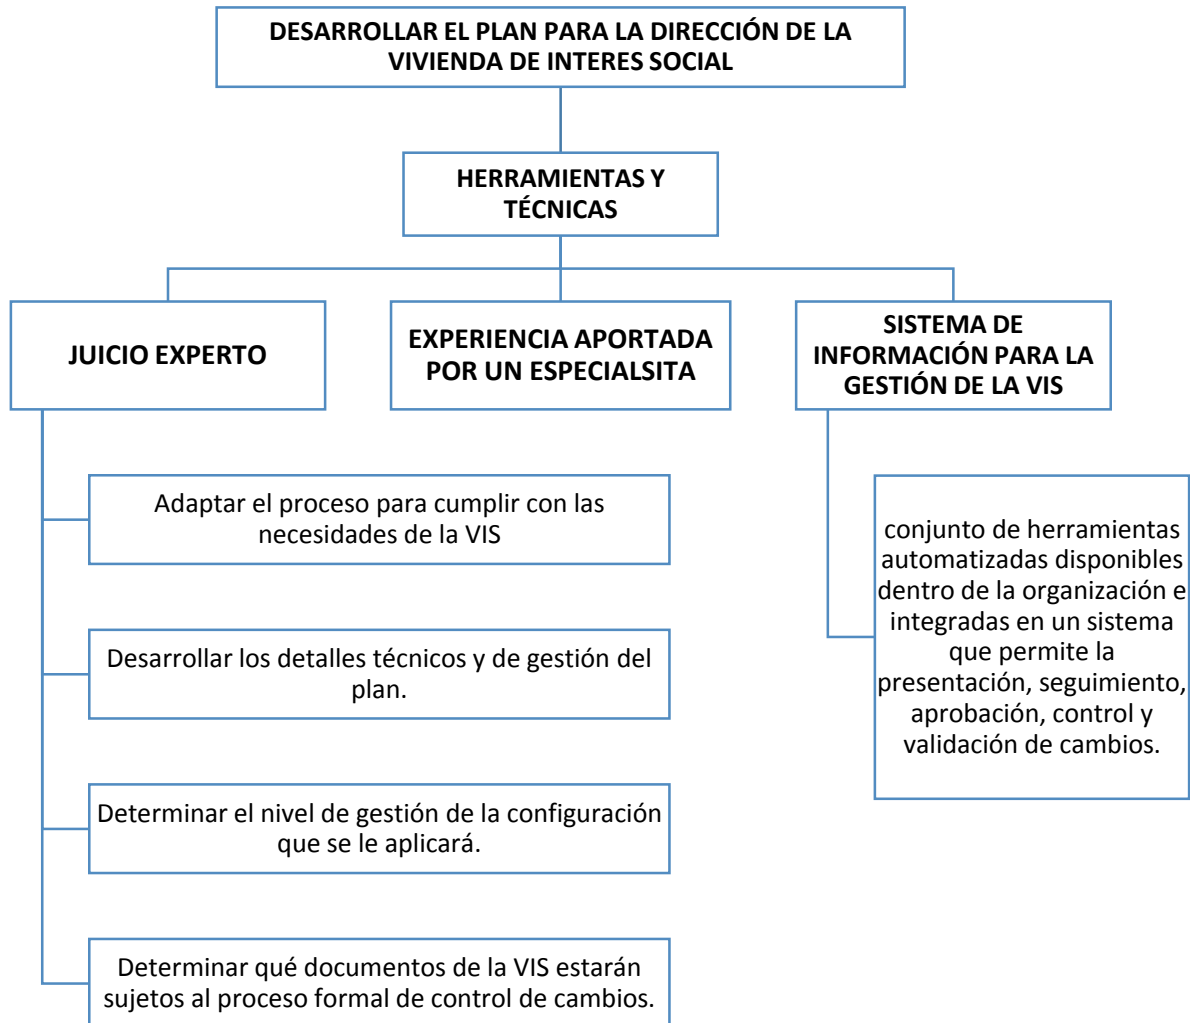 DESARROLLAR EL PLAN PARA LA DIRECCIÓN DE LA
VIVIENDA DE INTERES SOCIAL
HERRAMIENTAS Y
TÉCNICAS
JUICIO EXPERTO
EXPERIENCIA APORTADA
POR UN ESPECIALSITA
SISTEMA DE
INFORMACIÓN PARA LA
GESTIÓN DE LA VIS
Adaptar el proceso para cumplir con las
necesidades de la VIS
Desarrollar los detalles técnicos y de gestión del
plan.
Determinar el nivel de gestión de la configuración
que se le aplicará.
Determinar qué documentos de la VIS estarán
sujetos al proceso formal de control de cambios.
conjunto de herramientas
automatizadas disponibles
dentro de la organización e
integradas en un sistema
que permite la
presentación, seguimiento,
aprobación, control y
validación de cambios.